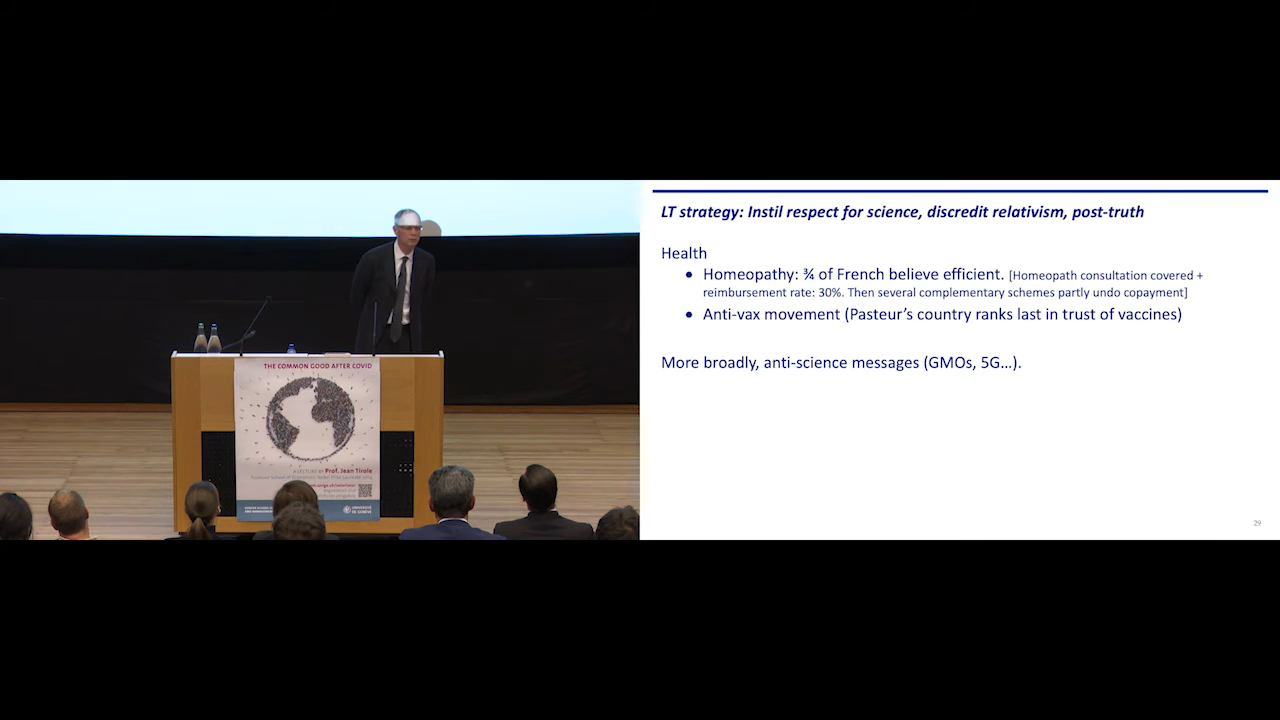 THE COMMON GOOD AFTER COVID
A LECTURE BY Prof. Jean Tirole
UNIVERSITÉ
DE GENÈVE
LT strategy: Instil respect for science, discredit relativism, post-truth
Health
• Homeopathy: ¾ of French believe efficient. [Homeopath consultation covered +
reimbursement rate: 30%. Then several complementary schemes partly undo copayment]
• Anti-vax movement (Pasteur’s country ranks last in trust of vaccines)
More broadly, anti-science messages (GMOs, 5G…).
29